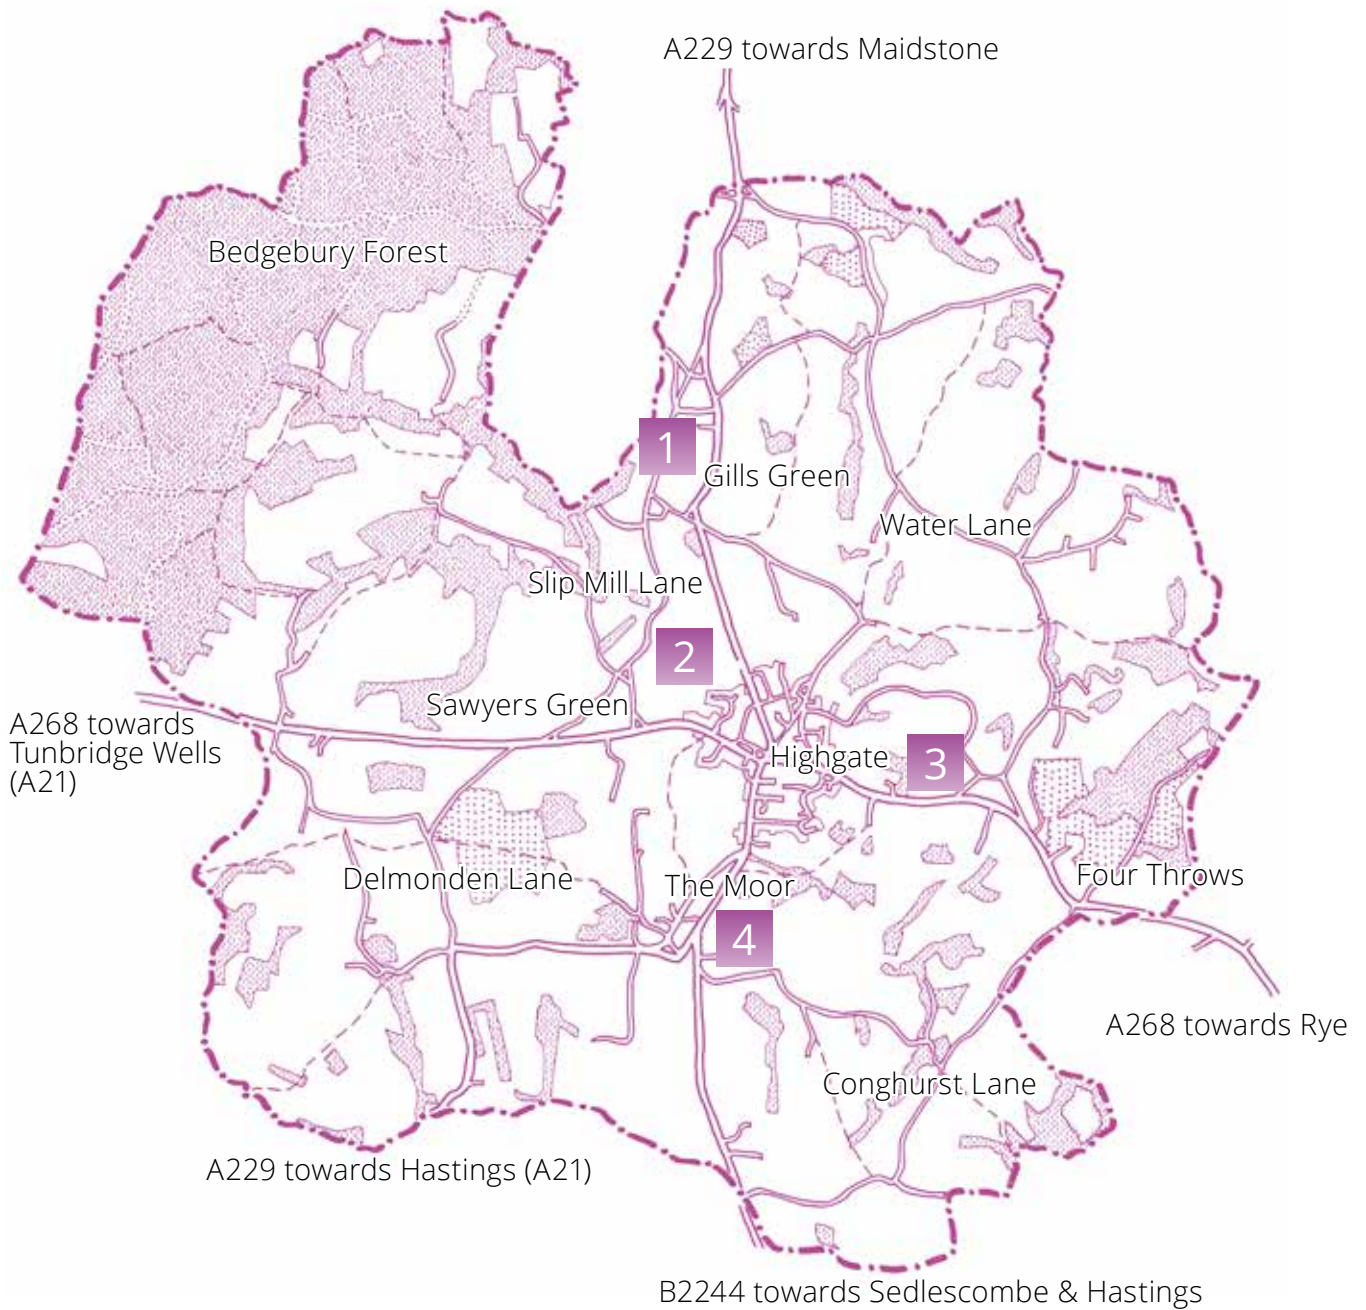 A229 towards Maidstone
Bedgebury Forest
1
Gills Green
Water Lane
Slip Mill Lane
2
Sawyers Green
A268 towards
Tunbridge Wells
(A21)
Highgate
3
Delmonden Lane
The Moor
Four Throws
4
A268 towards Rye
Conghurst Lane
A229 towards Hastings (A21)
B2244 towards Sedlescombe & Hastings